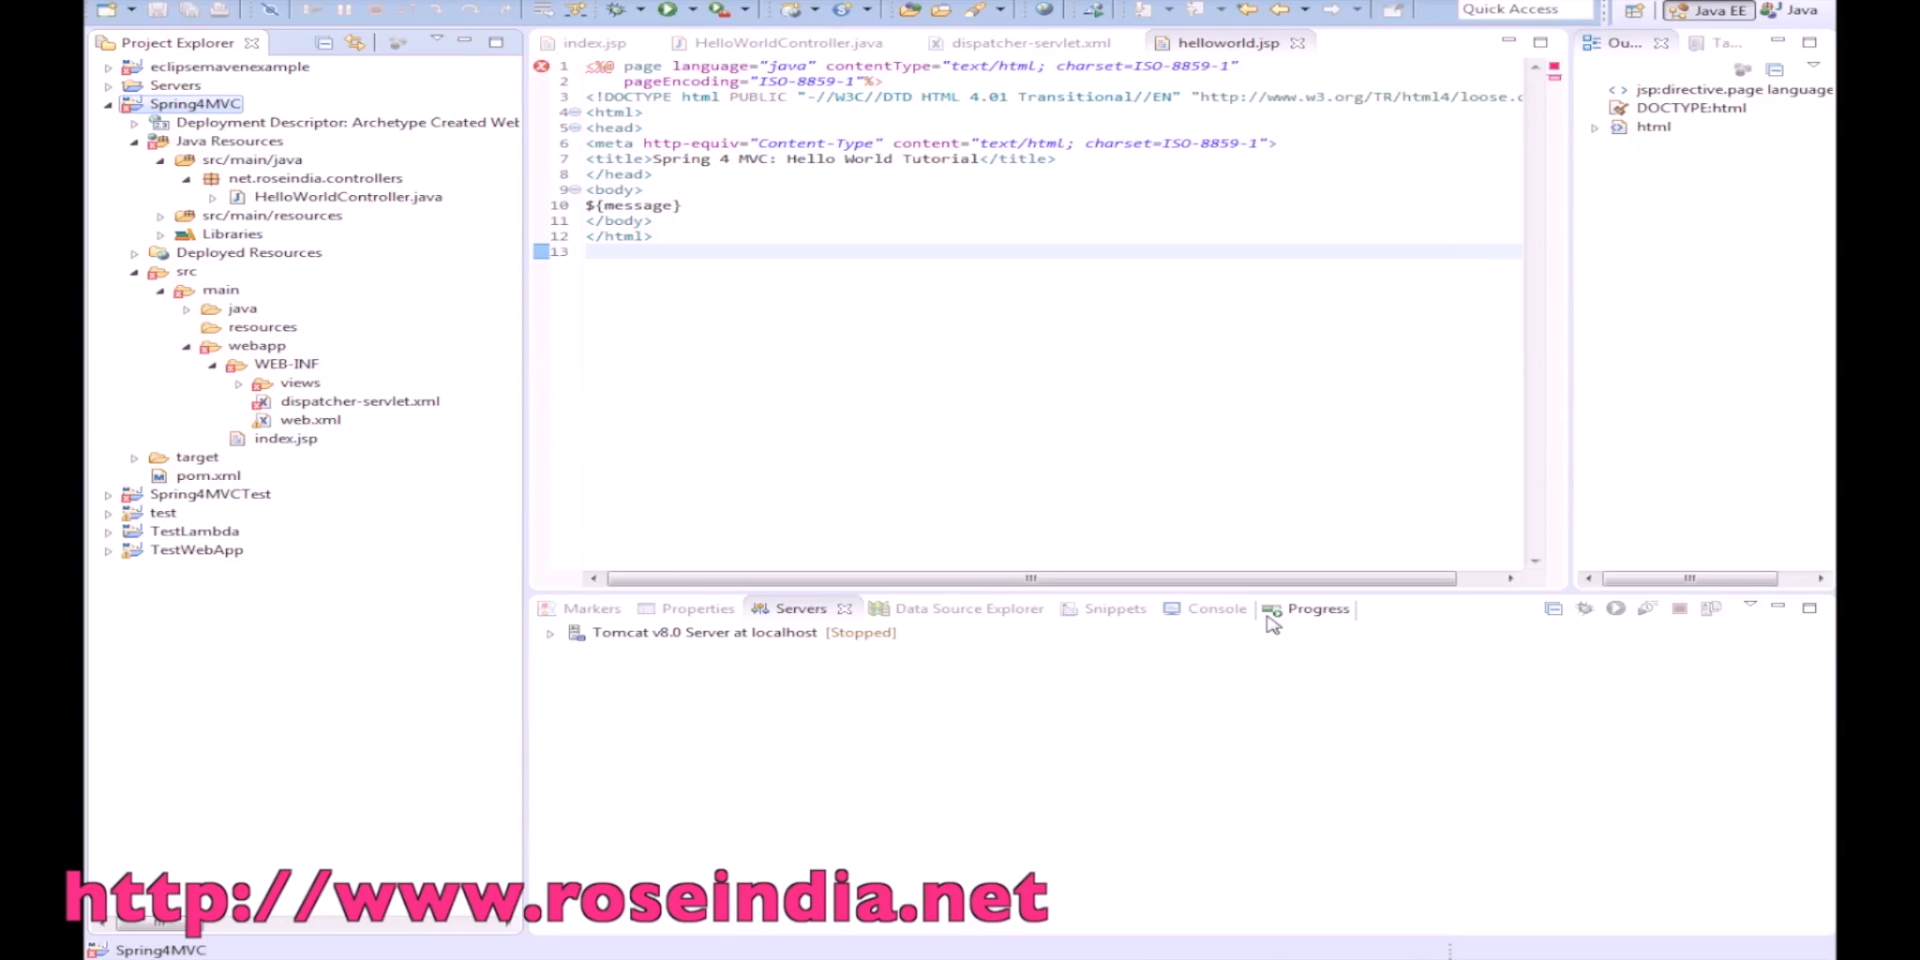 Quick Access
Java EE
Java
Project Explorer
eclipsemavenexample
Servers
Spring4MVC
Deployment Descriptor: Archetype Created Web
Java Resources
src/main/java
net.roseindia.controllers
HelloWorldController.java
src/main/resources
Libraries
Deployed Resources
src
main
java
resources
webapp
WEB-INF
views
dispatcher-servlet.xml
web.xml
index.jsp
target
pom.xml
Spring4MVCTest
test
TestLambda
TestWebApp
index.jsp
HelloWorldController.java
dispatcher-servlet.xml
helloworld.jsp
1 <%@ page language="java" contentType="text/html; charset=ISO-8859-1"
2 pageEncoding="ISO-8859-1"%>
3 <!DOCTYPE html PUBLIC "-//W3C//DTD HTML 4.01 Transitional//EN" "http://www.w3.org/TR/html4/loose.d
4 <html>
5 <head>
6 <meta http-equiv="Content-Type" content="text/html; charset=ISO-8859-1">
7 <title>Spring 4 MVC: Hello World Tutorial</title>
8 </head>
9 <body>
10 ${message}
11 </body>
12 </html>
13
Ou...
Ta...
jsp:directive.page language
DOCTYPE:html
html
Markers
Properties
Servers
Data Source Explorer
Snippets
Console
Progress
Tomcat v8.0 Server at localhost [Stopped]
http://www.roseindia.net
Spring4MVC